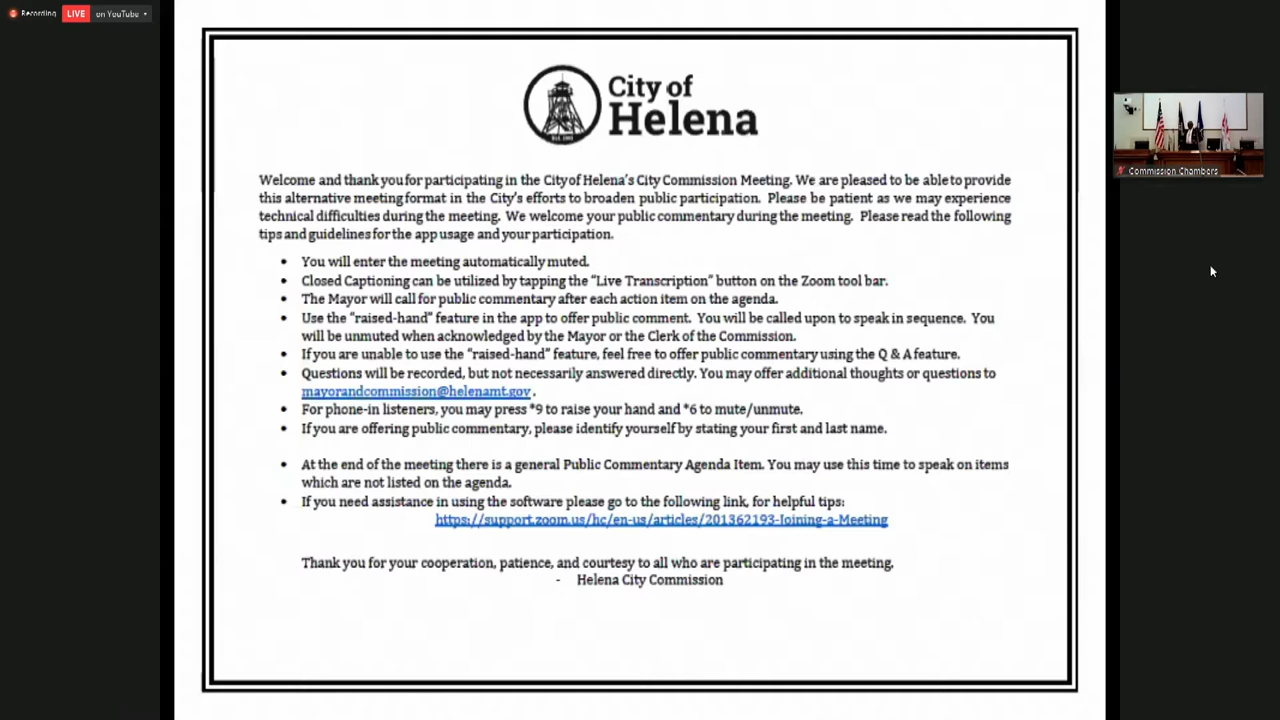 Recording LIVE on YouTube
City of
Helena
Welcome and thank you for participating in the City of Helena's City Commission Meeting. We are pleased to be able to provide
this alternative meeting format in the City's efforts to broaden public participation. Please be patient as we may experience
technical difficulties during the meeting. We welcome your public commentary during the meeting. Please read the following
tips and guidelines for the app usage and your participation.
• You will enter the meeting automatically muted.
• Closed Captioning can be utilized by tapping the "Live Transcription" button on the Zoom tool bar.
• The Mayor will call for public commentary after each action item on the agenda.
• Use the "raised-hand" feature in the app to offer public comment. You will be called upon to speak in sequence. You
will be unmuted when acknowledged by the Mayor or the Clerk of the Commission.
• If you are unable to use the "raised-hand" feature, feel free to offer public commentary using the Q & A feature.
• Questions will be recorded, but not necessarily answered directly. You may offer additional thoughts or questions to
mayorandcommission@helenamt.gov .
• For phone-in listeners, you may press *9 to raise your hand and *6 to mute/unmute.
• If you are offering public commentary, please identify yourself by stating your first and last name.
• At the end of the meeting there is a general Public Commentary Agenda Item. You may use this time to speak on items
which are not listed on the agenda.
• If you need assistance in using the software please go to the following link, for helpful tips:
https://support.zoom.us/hc/en-us/articles/201362193-Joining-a-Meeting
Thank you for your cooperation, patience, and courtesy to all who are participating in the meeting.
- Helena City Commission
Commission Chambers